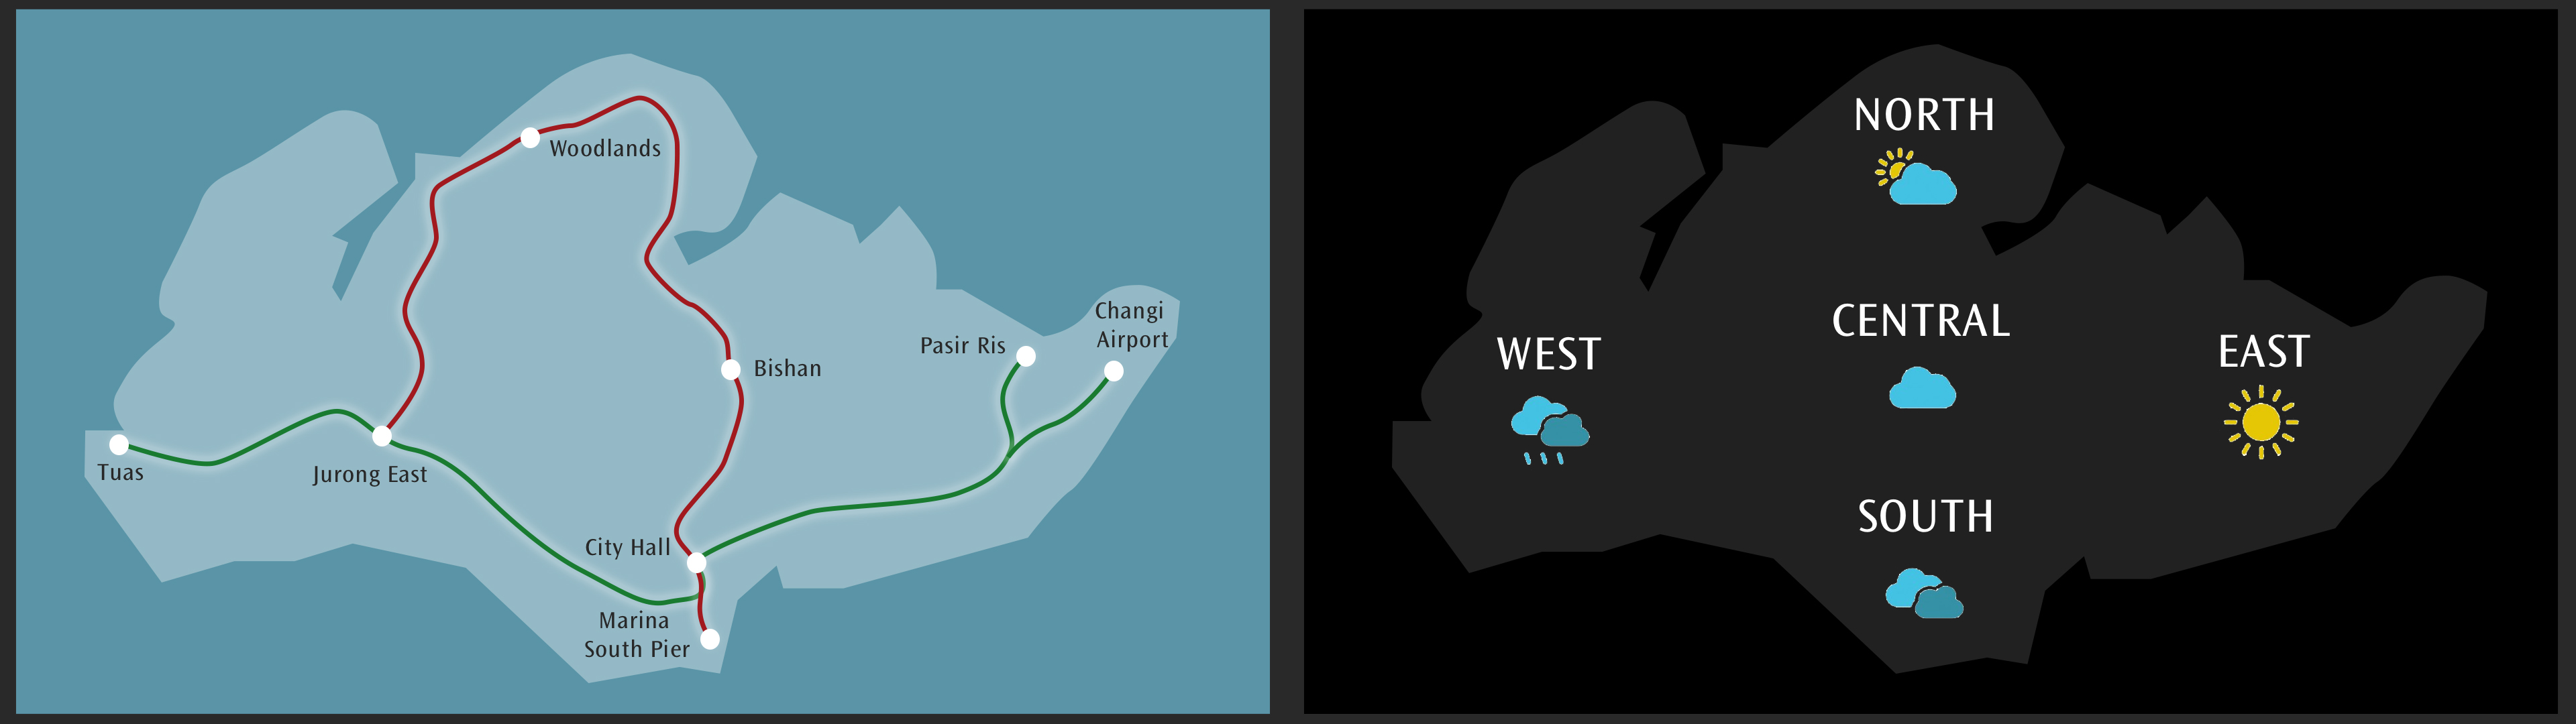 Woodlands
Changi
Airport
Pasir Ris
Bishan
Tuas
Jurong East
City Hall
Marina
South Pier
NORTH
CENTRAL
WEST
EAST
SOUTH